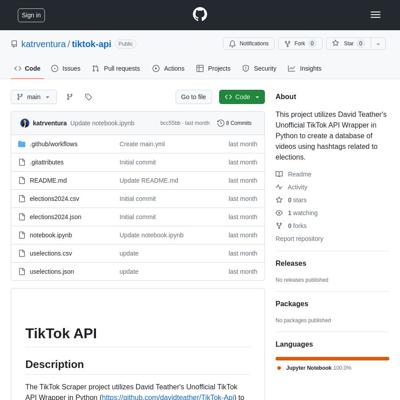 Sign in
katrventura / tiktok-api Public
Notifications Fork 0 Star 0
Code Issues Pull requests Actions Projects Security Insights
main Go to file Code
katrventura Update notebook.ipynb bcc55bb · last month 8 Commits
.github/workflows Create main.yml last month
.gitattributes Initial commit last month
README.md Initial commit last month
elections2024.csv Initial commit last month
elections2024.json Initial commit last month
notebook.ipynb Update notebook.ipynb last month
uselections.csv update last month
uselections.json update last month
TikTok API
Description
The TikTok Scraper project utilizes David Teather's Unofficial TikTok
API Wrapper in Python (https://github.com/davidteather/TikTok-Api) to
About
This project utilizes David Teather's
Unofficial TikTok API Wrapper in
Python to create a database of
videos using hashtags related to
elections.
Readme
Activity
0 stars
1 watching
0 forks
Report repository
Releases
No releases published
Packages
No packages published
Languages
Jupyter Notebook 100.0%